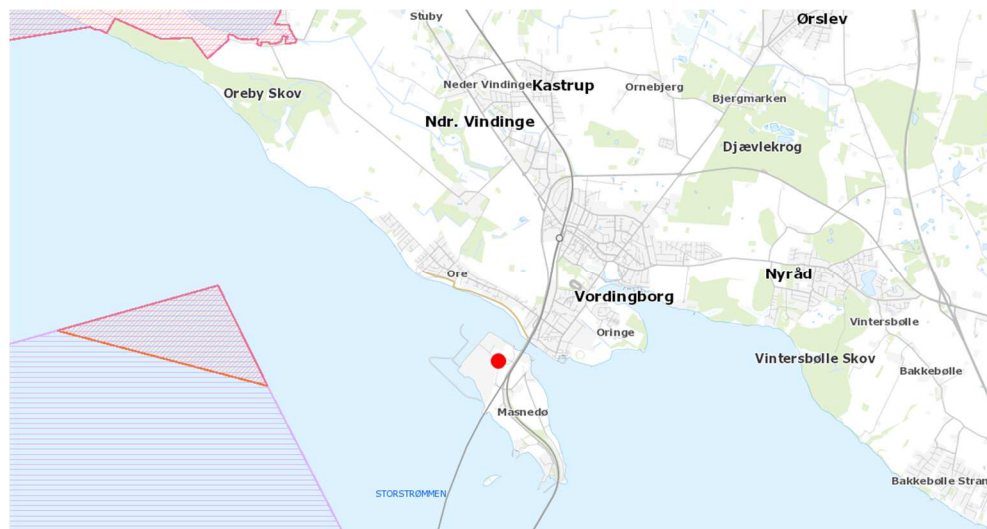 Stuby
Ørslev
Neder Vindinge
Kastrup
Ornebjerg
Oreby Skov
Bjergmarken
Ndr. Vindinge
Djævlekrog
Ore
Nyråd
Vordingborg
Vintersbølle
Oringe
Vintersbølle Skov
Bakkebølle
Masnedø
Bakkebølle Stran
STORSTRØMMEN